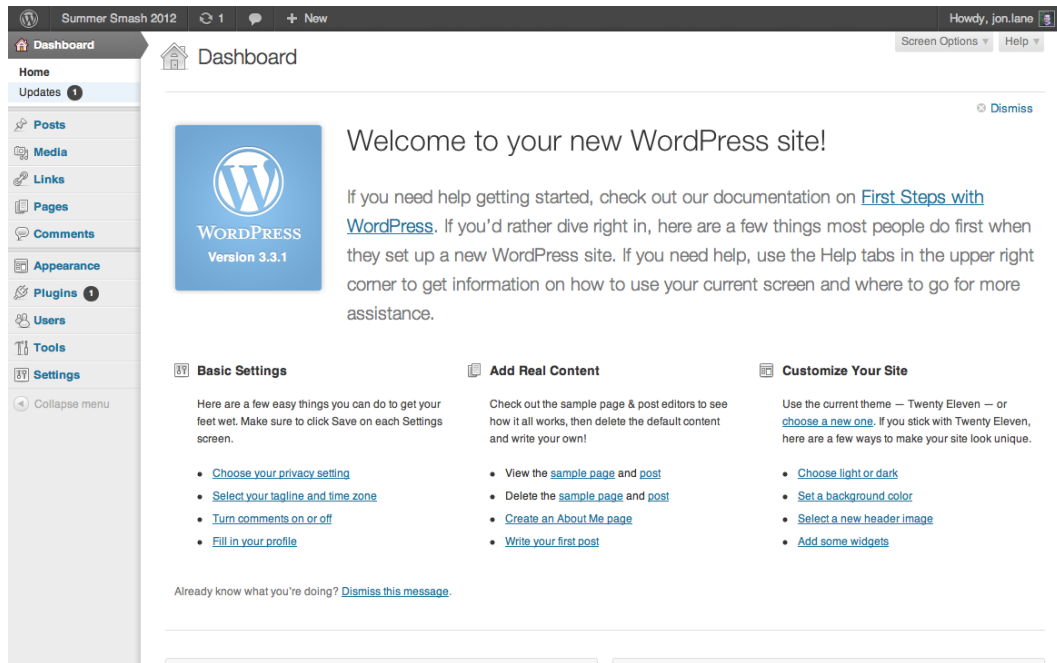 Summer Smash 2012 1 + New Howdy, jon.lane
Dashboard
Home
Updates 1
Posts
Media
Links
Pages
Comments
Appearance
Plugins 1
Users
Tools
Settings
Collapse menu
Screen Options Help
Dashboard
Dismiss
WORDPRESS
Version 3.3.1
Welcome to your new WordPress site!
If you need help getting started, check out our documentation on First Steps with
WordPress. If you'd rather dive right in, here are a few things most people do first when
they set up a new WordPress site. If you need help, use the Help tabs in the upper right
corner to get information on how to use your current screen and where to go for more
assistance.
Basic Settings
Here are a few easy things you can do to get your
feet wet. Make sure to click Save on each Settings
screen.
• Choose your privacy setting
• Select your tagline and time zone
• Turn comments on or off
• Fill in your profile
Add Real Content
Check out the sample page & post editors to see
how it all works, then delete the default content
and write your own!
• View the sample page and post
• Delete the sample page and post
• Create an About Me page
• Write your first post
Customize Your Site
Use the current theme — Twenty Eleven — or
choose a new one. If you stick with Twenty Eleven,
here are a few ways to make your site look unique.
• Choose light or dark
• Set a background color
• Select a new header image
• Add some widgets
Already know what you're doing? Dismiss this message.